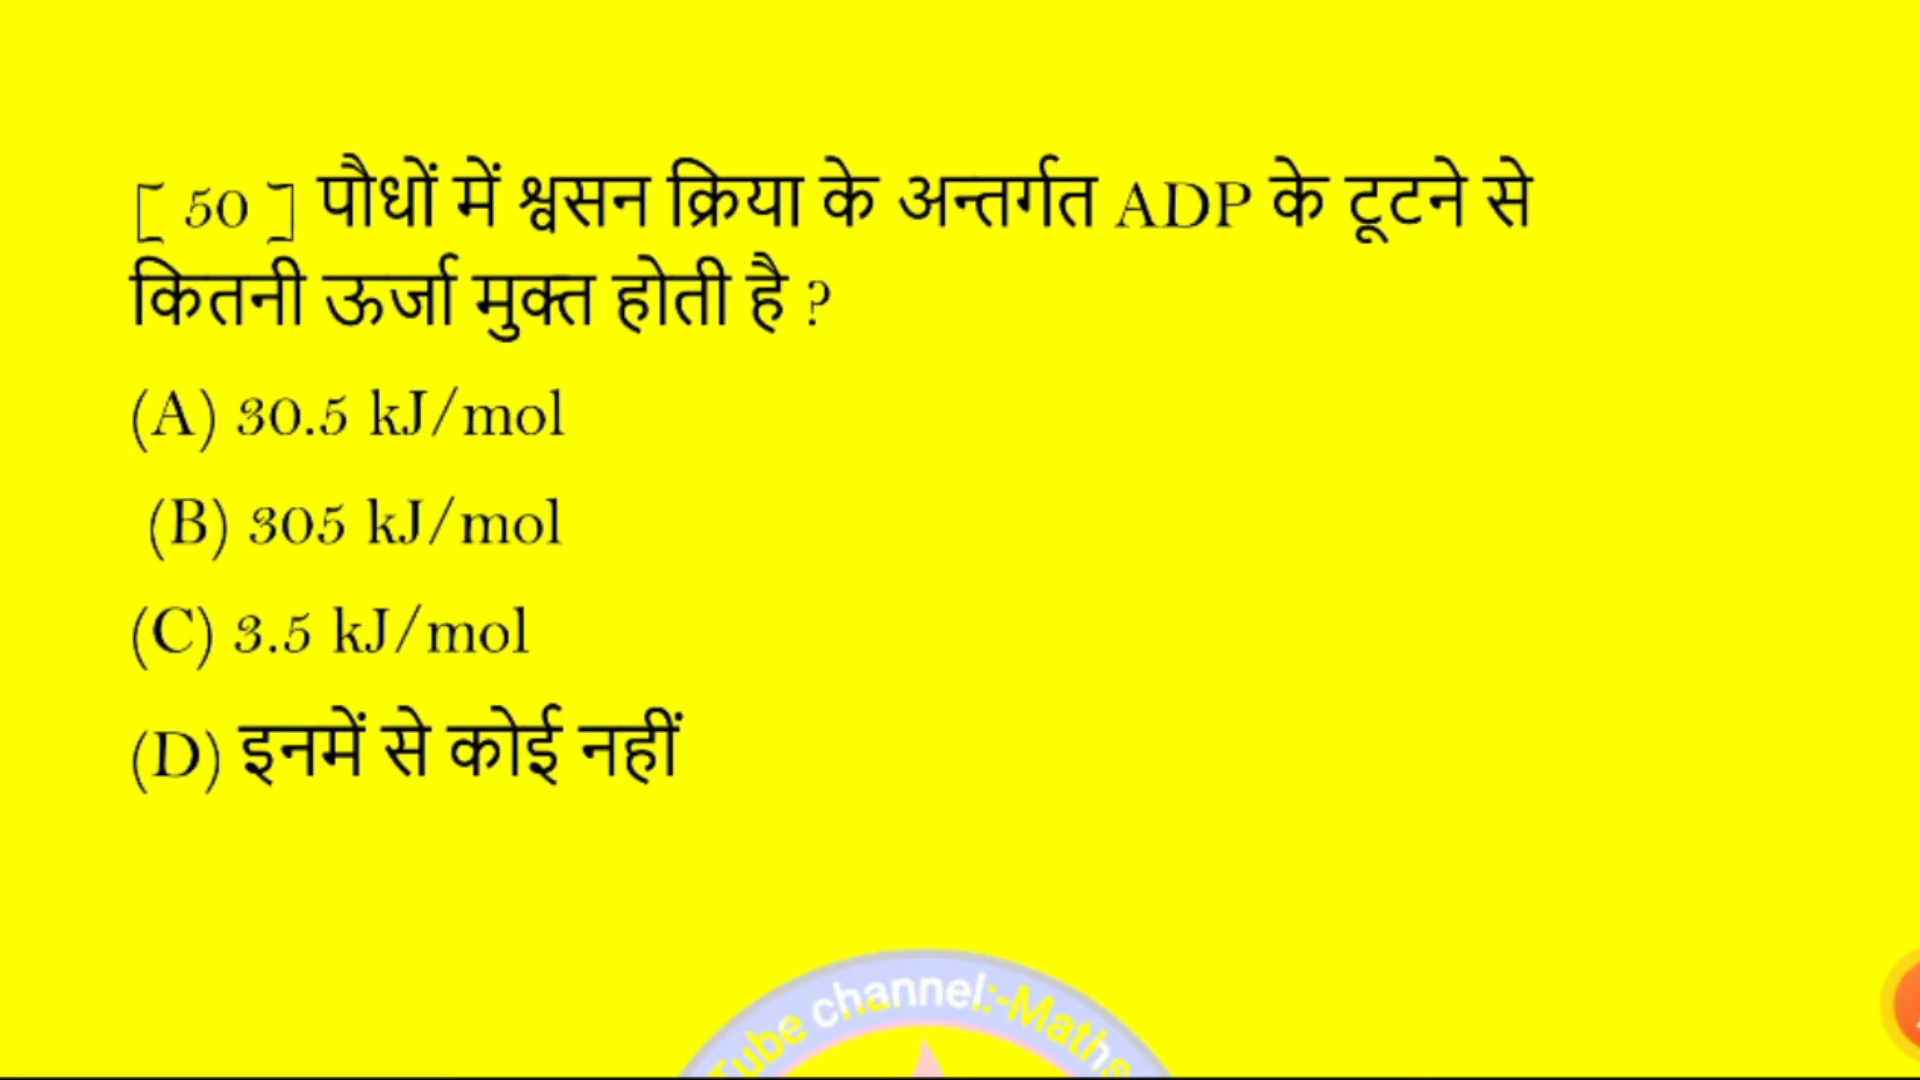 [ 50 ] पौधों में श्वसन क्रिया के अन्तर्गत ADP के टूटने से
कितनी ऊर्जा मुक्त होती है ?
(A) 30.5 kJ/mol
(B) 305 kJ/mol
(C) 3.5 kJ/mol
(D) इनमें से कोई नहीं
Tube channel:-Maths